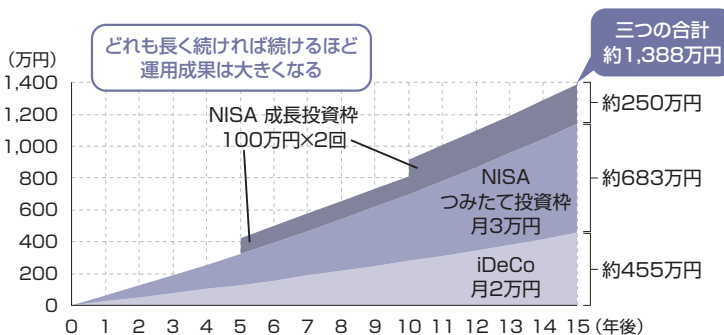 どれも長く続ければ続けるほど
運用成果は大きくなる
三つの合計
約1,388万円
(万円)
1,400
1,200
1,000
800
600
400
200
0
NISA 成長投資枠
100万円×2回
NISA
つみたて投資枠
月3万円
iDeCo
月2万円
約250万円
約683万円
約455万円
0 1 2 3 4 5 6 7 8 9 10 11 12 13 14 15 (年後)